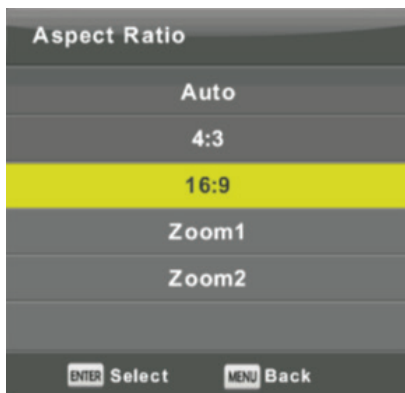 Aspect Ratio
Auto
4:3
16:9
Zoom1
Zoom2
ENTER Select MENU Back